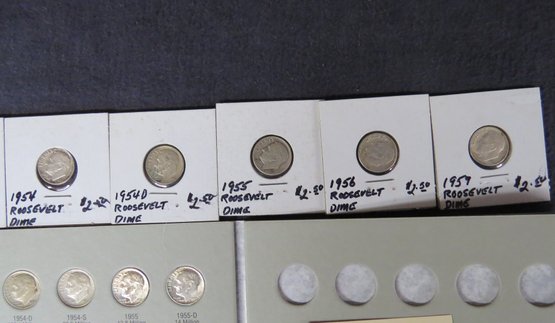 1954
ROOSEVELT
DIME
$2.50
1954D
ROOSEVELT
DIME
$2.50
1955
ROOSEVELT
DIME
$2.50
1956
ROOSEVELT
DIME
$2.50
1959
ROOSEVELT
DIME
$2.50
1954-D
1954-S
1955
1955-D